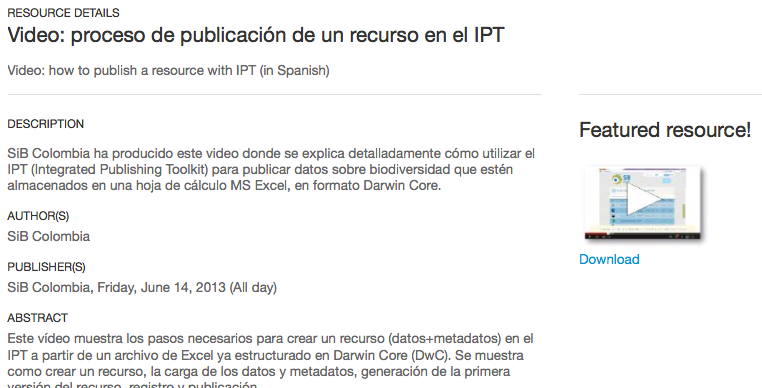 RESOURCE DETAILS
Video: proceso de publicación de un recurso en el IPT
Video: how to publish a resource with IPT (in Spanish)
DESCRIPTION
SiB Colombia ha producido este video donde se explica detalladamente cómo utilizar el
IPT (Integrated Publishing Toolkit) para publicar datos sobre biodiversidad que estén
almacenados en una hoja de cálculo MS Excel, en formato Darwin Core.
AUTHOR(S)
SiB Colombia
PUBLISHER(S)
SiB Colombia, Friday, June 14, 2013 (All day)
ABSTRACT
Este vídeo muestra los pasos necesarios para crear un recurso (datos+metadatos) en el
IPT a partir de un archivo de Excel ya estructurado en Darwin Core (DwC). Se muestra
como crear un recurso, la carga de los datos y metadatos, generación de la primera
versión del recurso, registro y publicación
Featured resource!
SiB
Download